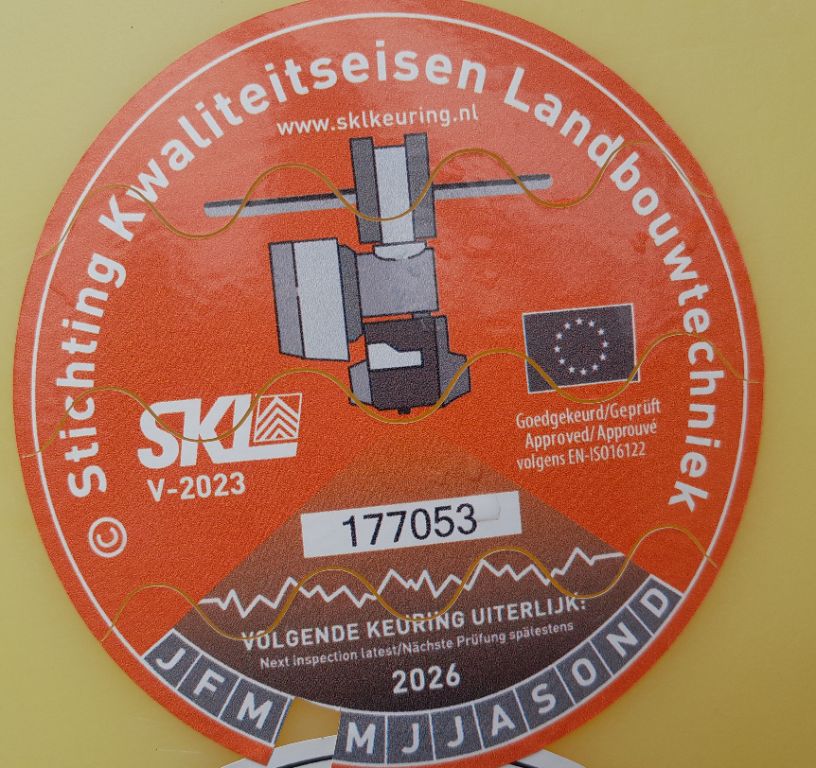 © Stichting Kwaliteitseisen Landbouwtechniek
www.sklkeuring.nl
SKL
V-2023
Goedgekeurd/Geprüft
Approved/Approuvé
volgens EN-ISO16122
177053
VOLGENDE KEURING UITERLIJK:
Next inspection latest/Nächste Prüfung spätestens
2026
J F M M J J A S O N D